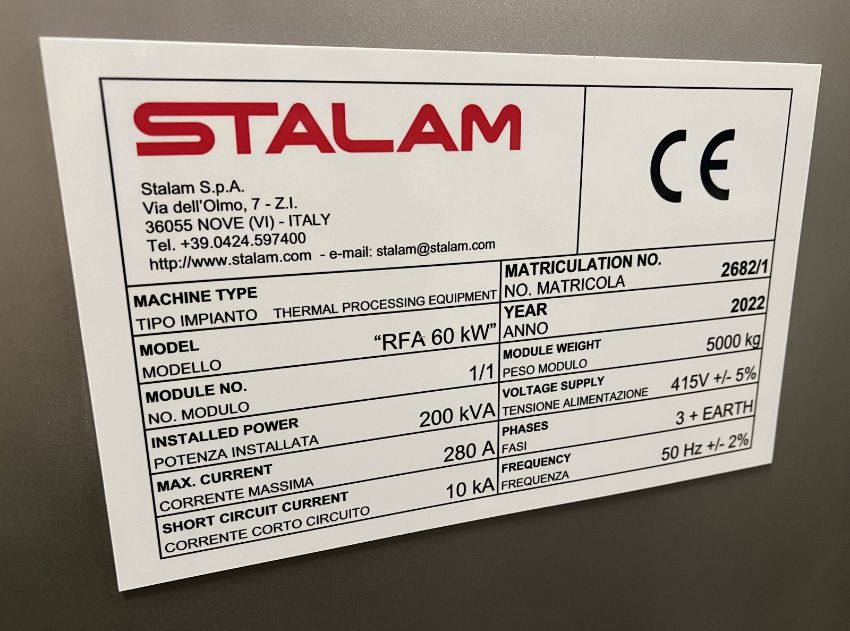 STALAM
CE
Stalam S.p.A.
Via dell'Olmo, 7 - Z.I.
36055 NOVE (VI) - ITALY
Tel. +39.0424.597400
http://www.stalam.com - e-mail: stalam@stalam.com
MACHINE TYPE
TIPO IMPIANTO THERMAL PROCESSING EQUIPMENT
MATRICULATION NO.
NO. MATRICOLA 2682/1
MODEL
MODELLO "RFA 60 kW"
YEAR
ANNO 2022
MODULE NO.
NO. MODULO 1/1
MODULE WEIGHT
PESO MODULO 5000 kg
INSTALLED POWER
POTENZA INSTALLATA 200 kVA
VOLTAGE SUPPLY
TENSIONE ALIMENTAZIONE 415V +/- 5%
MAX. CURRENT
CORRENTE MASSIMA 280 A
PHASES
FASI 3 + EARTH
SHORT CIRCUIT CURRENT
CORRENTE CORTO CIRCUITO 10 kA
FREQUENCY
FREQUENZA 50 Hz +/- 2%